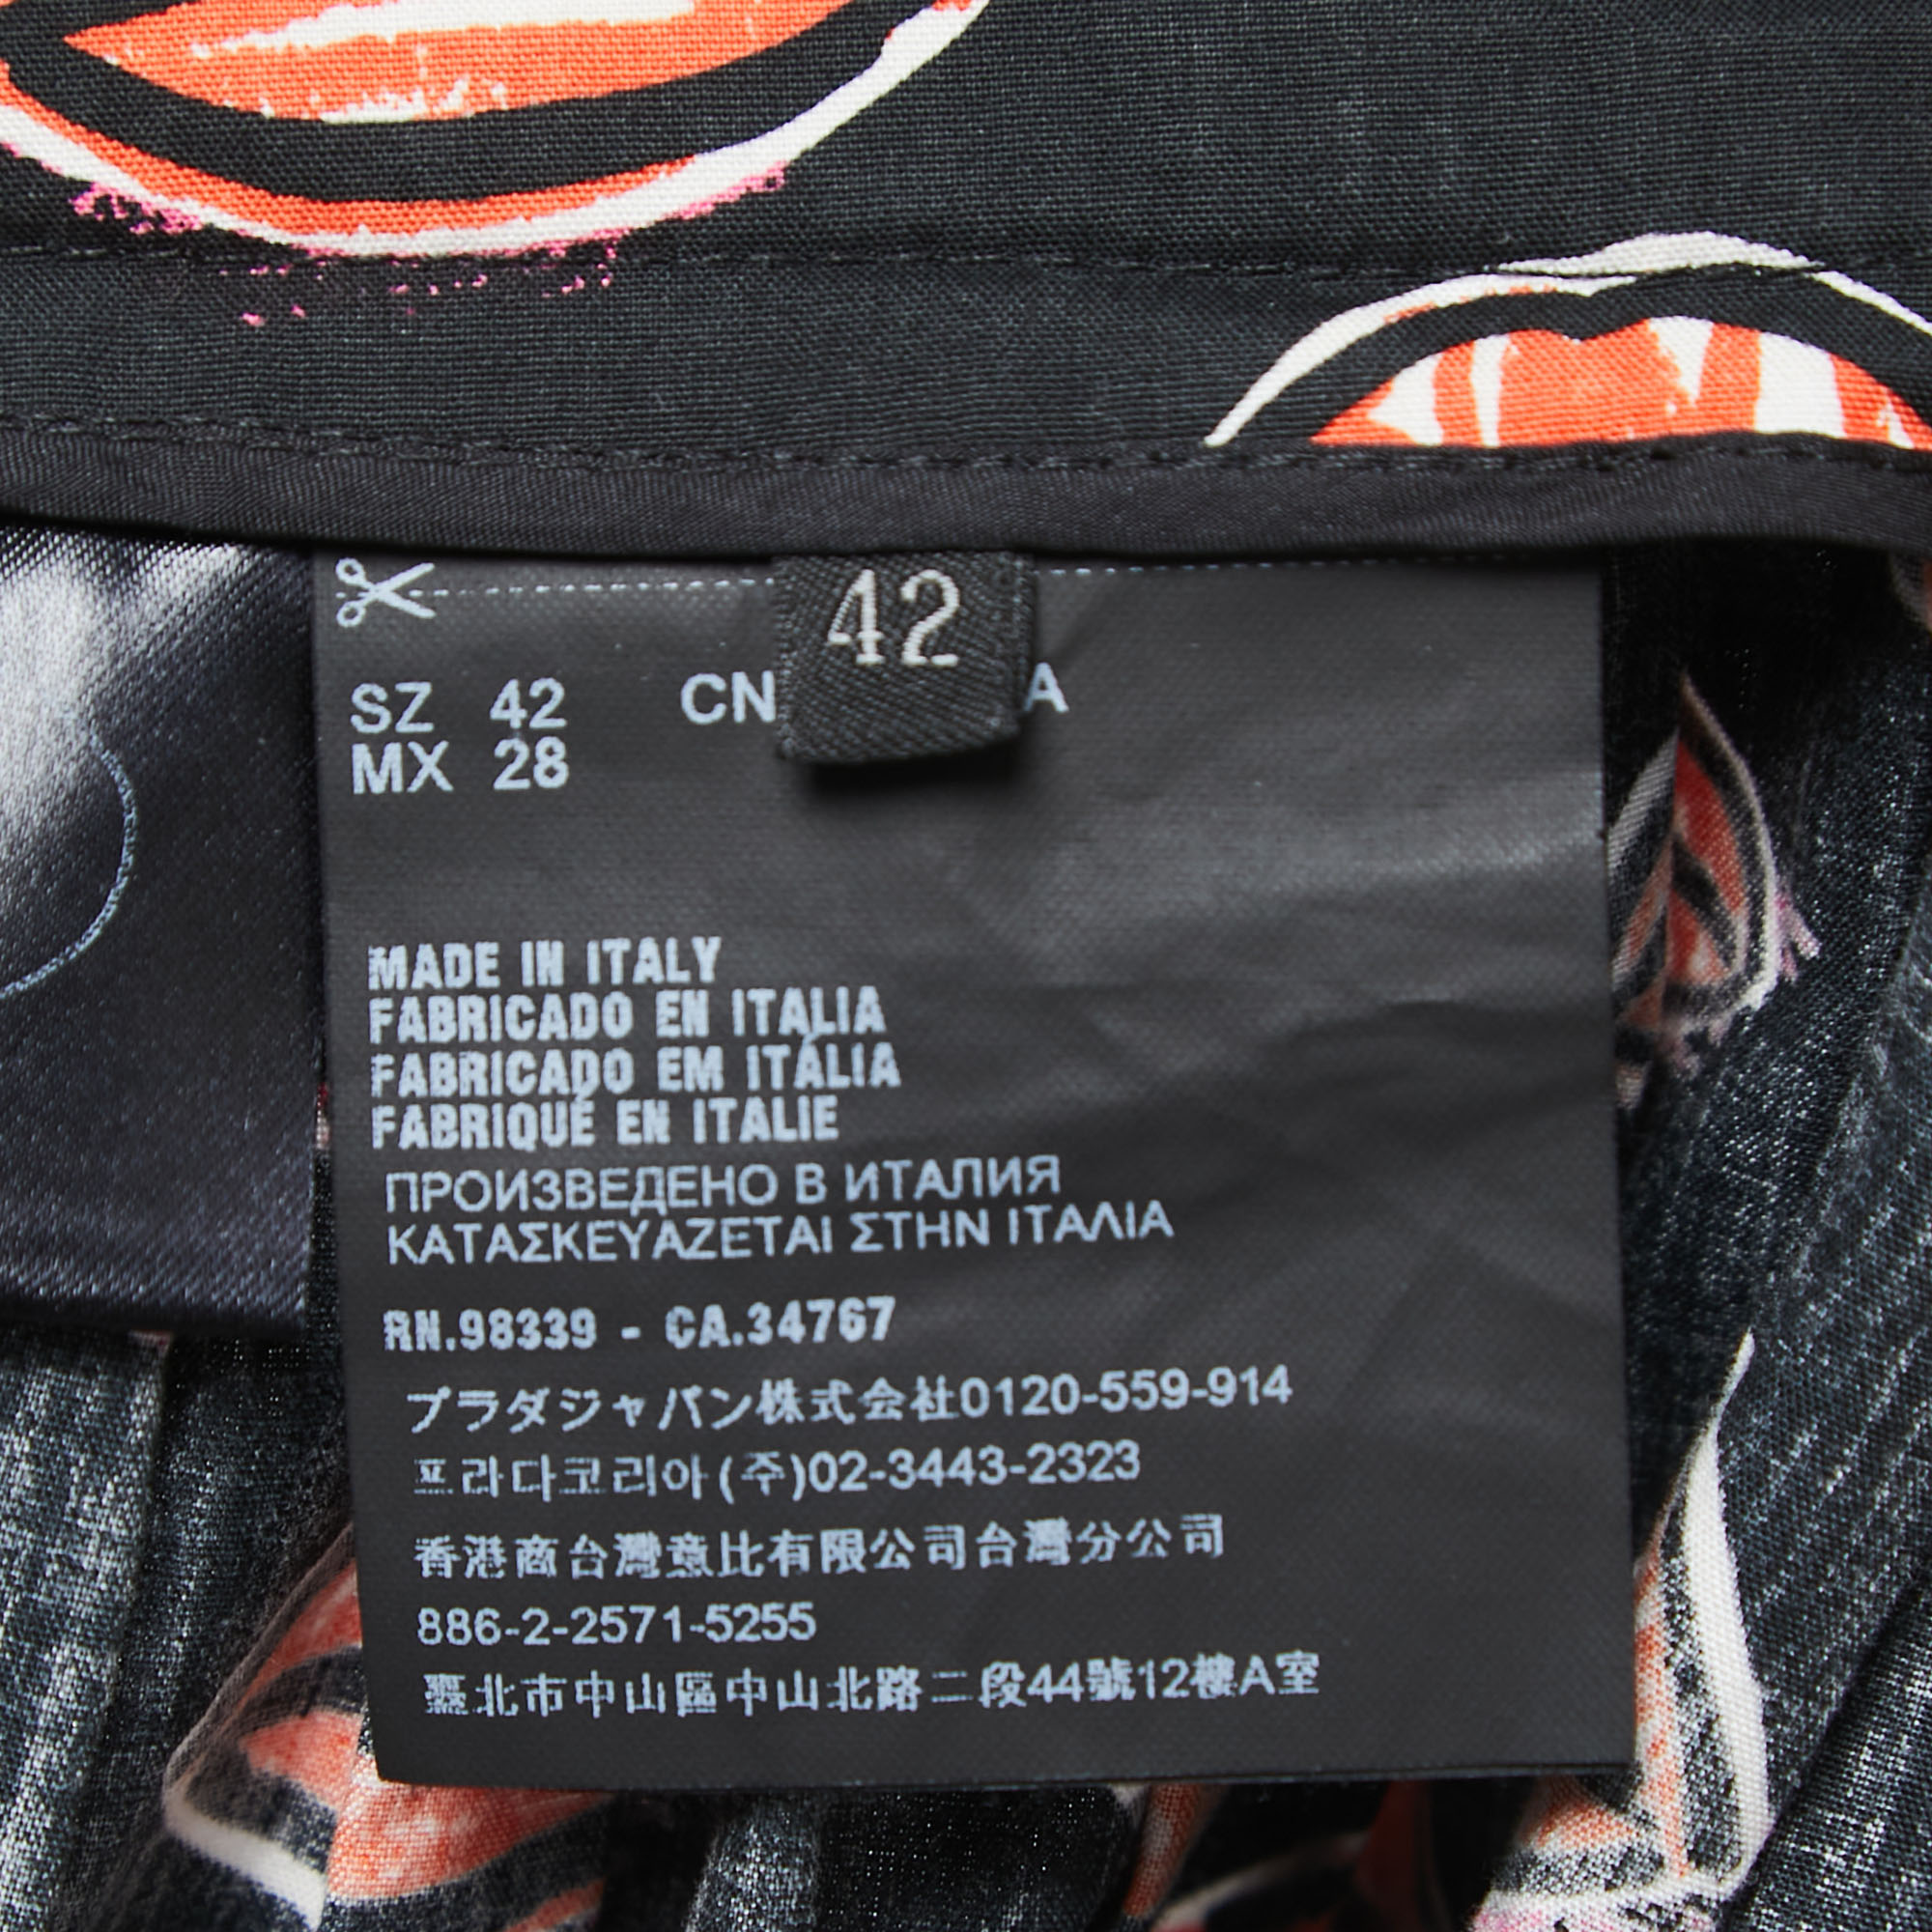 42
SZ 42 CN A
MX 28
MADE IN ITALY
FABRICADO EN ITALIA
FABRICADO EM ITÁLIA
FABRIQUÉ EN ITALIE
ПРОИЗВЕДЕНО В ИТАЛИЯ
ΚΑΤΑΣΚΕΥΑΖΕΤΑΙ ΣΤΗΝ ΙΤΑΛΙΑ
RN.98339 - CA.34767
プラダジャパン株式会社0120-559-914
프라다코리아(주)02-3443-2323
香港商台灣意比有限公司台灣分公司
886-2-2571-5255
臺北市中山區中山北路二段44號12樓A室